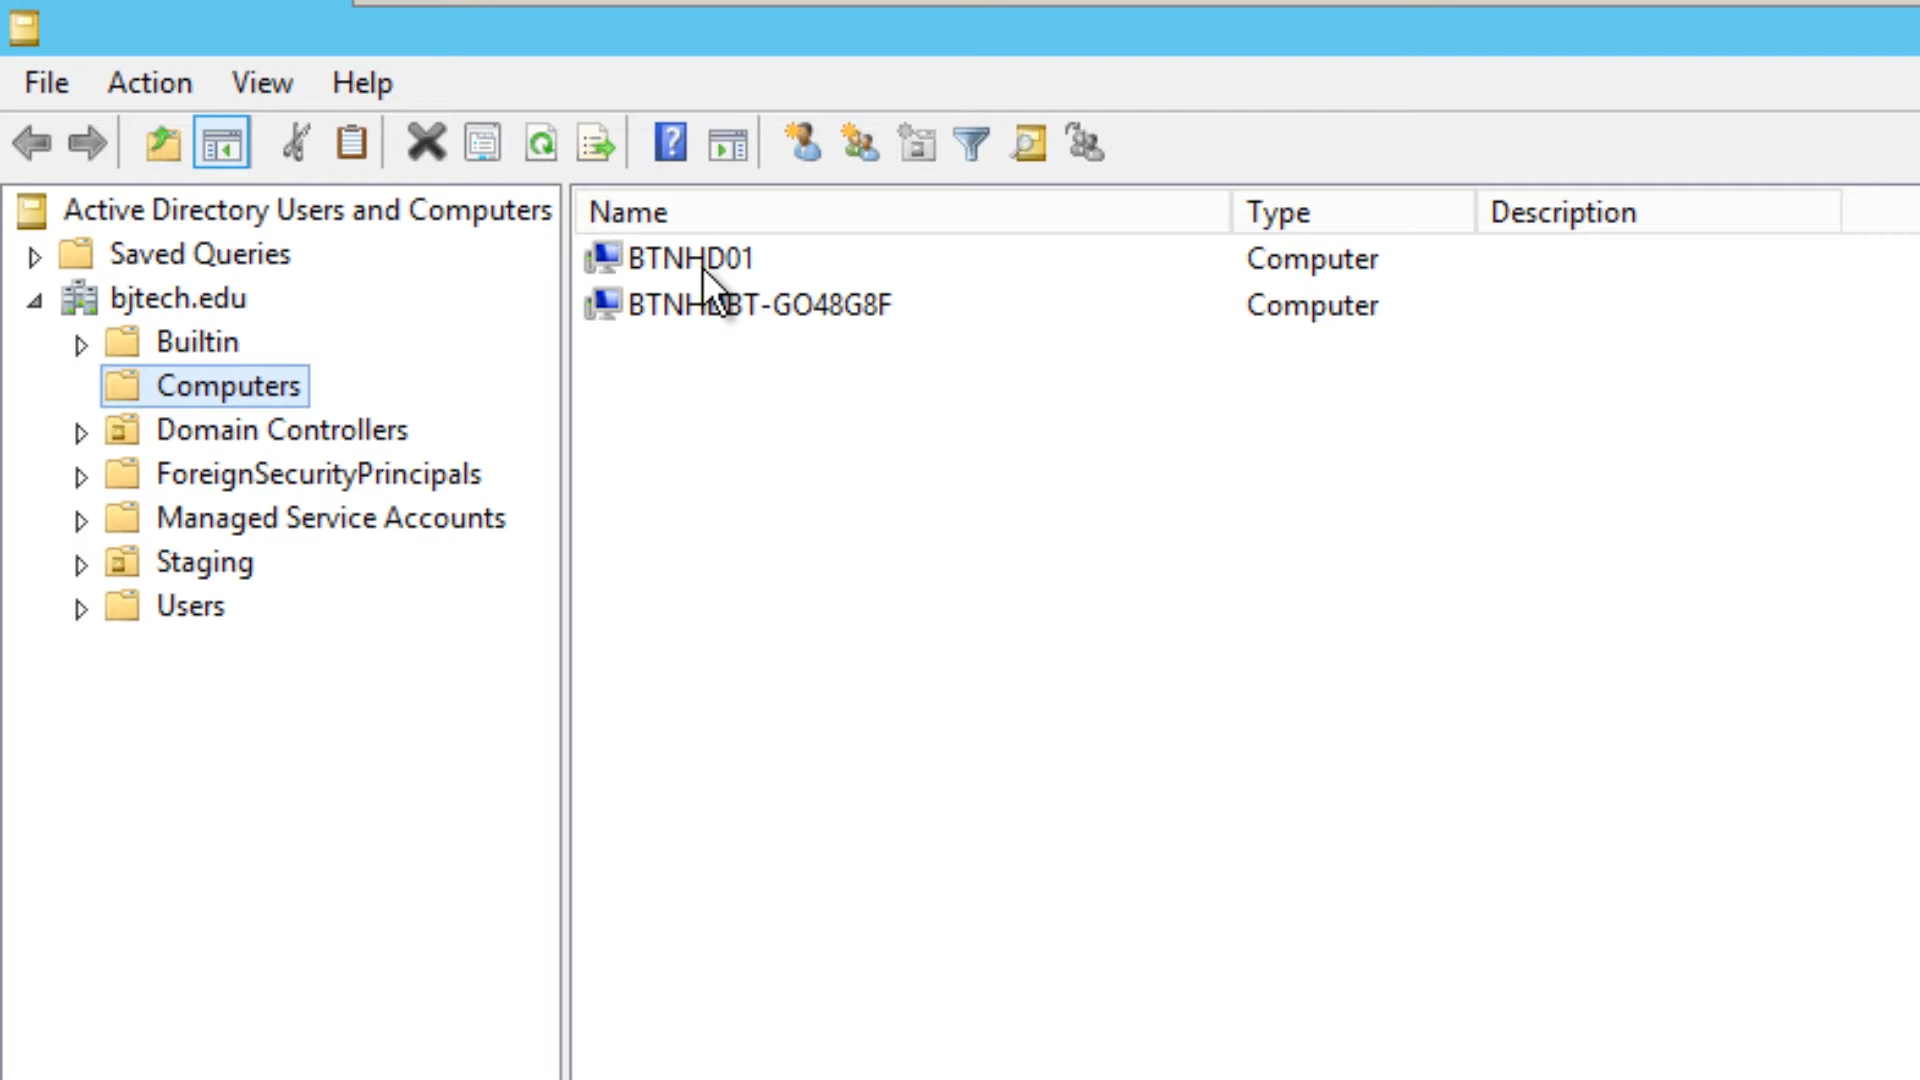 File Action View Help
Active Directory Users and Computers
Saved Queries
bjtech.edu
Builtin
Computers
Domain Controllers
ForeignSecurityPrincipals
Managed Service Accounts
Staging
Users
Name Type Description
BTNHD01 Computer
Computer